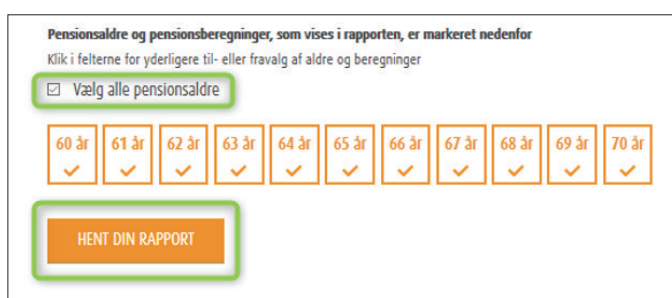 Pensionsaldre og pensionsberegninger, som vises i rapporten, er markeret nedenfor
Klik i felterne for yderligere til- eller fravalg af aldre og beregninger
Vælg alle pensionsaldre
60 år 61 år 62 år 63 år 64 år 65 år 66 år 67 år 68 år 69 år 70 år
HENT DIN RAPPORT